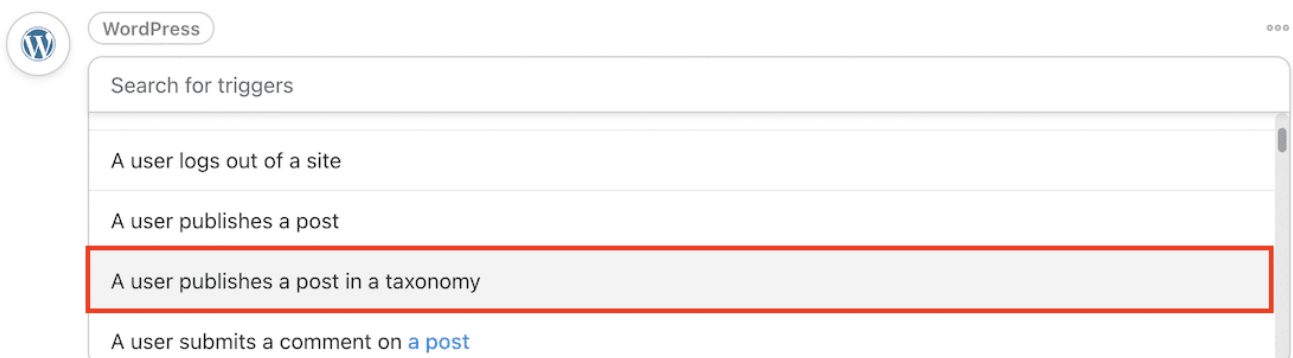 WordPress
Search for triggers
A user logs out of a site
A user publishes a post
A user publishes a post in a taxonomy
A user submits a comment on a post